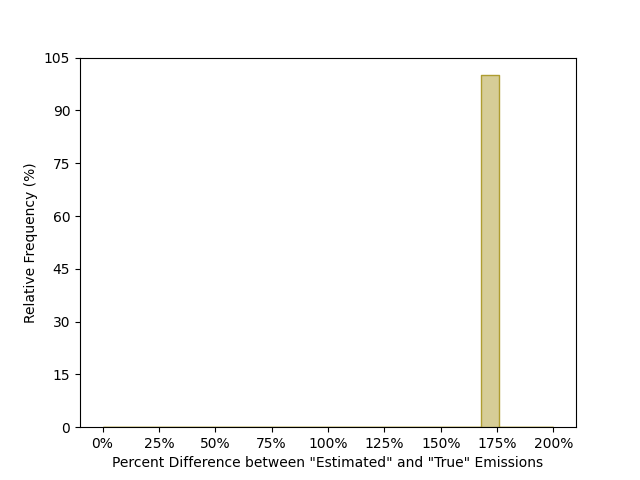 105
90
75
60
45
30
15
0
Relative Frequency (%)
0% 25% 50% 75% 100% 125% 150% 175% 200%
Percent Difference between "Estimated" and "True" Emissions